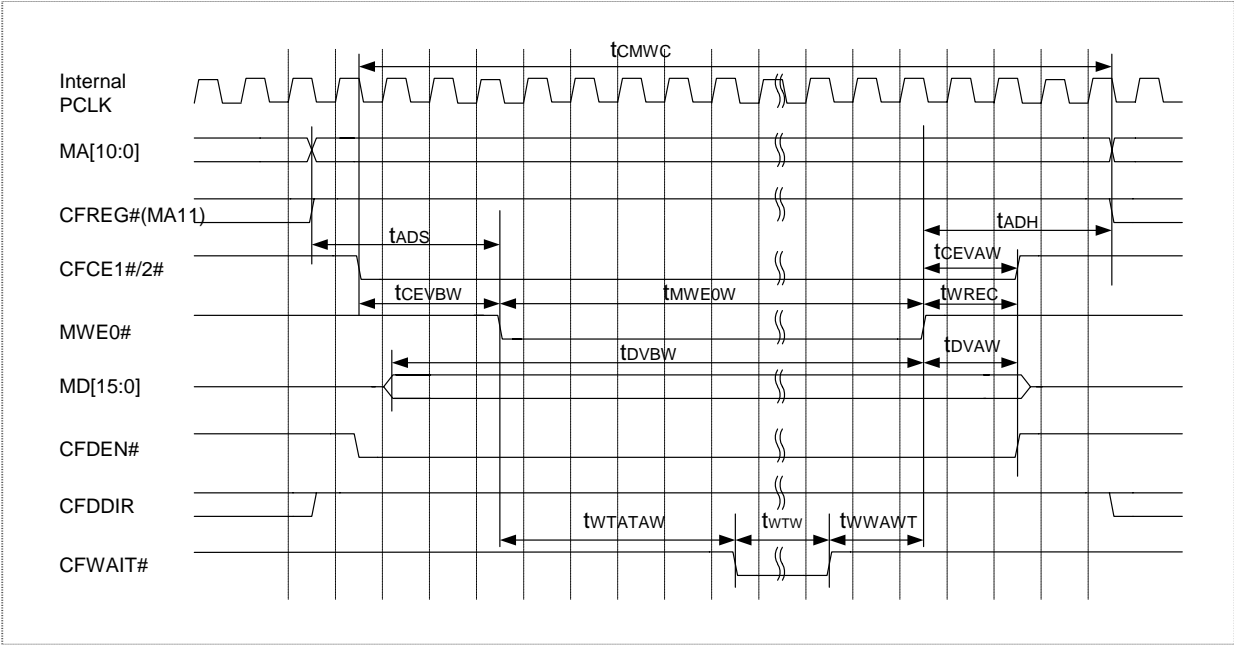 tCMWC
Internal
PCLK
MA[10:0]
CFREG#(MA11)
tADS
tADH
CFCE1#/2#
tCEVAW
tCEVBW
tMWE0W
tWREC
MWE0#
tDVBW
tDVAW
MD[15:0]
CFDEN#
CFDDIR
tWTATAW
tWTW
tWWAWT
CFWAIT#